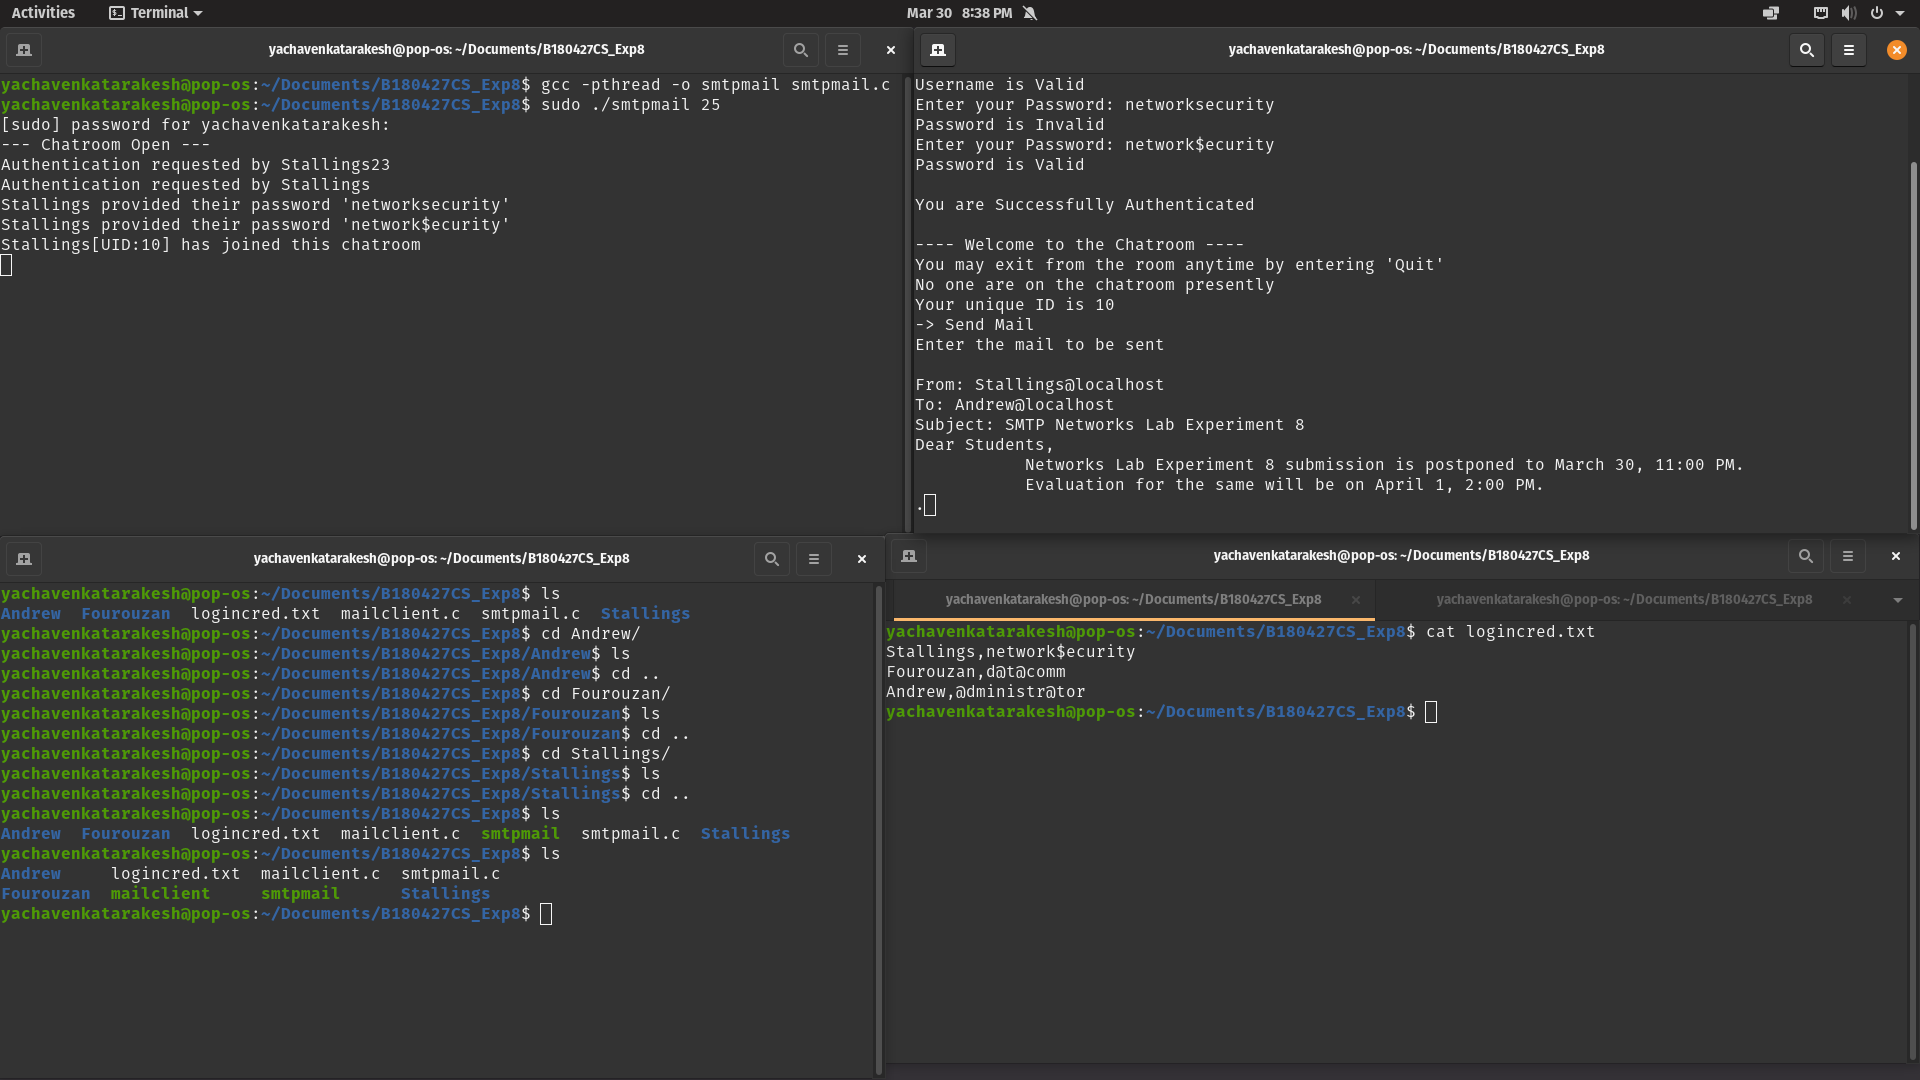 Activities Terminal Mar 30 8:38 PM
yachavenkatarakesh@pop-os: ~/Documents/B180427CS_Exp8
yachavenkatarakesh@pop-os:~/Documents/B180427CS_Exp8$ gcc -pthread -o smtpmail smtpmail.c
yachavenkatarakesh@pop-os:~/Documents/B180427CS_Exp8$ sudo ./smtpmail 25
[sudo] password for yachavenkatarakesh:
--- Chatroom Open ---
Authentication requested by Stallings23
Authentication requested by Stallings
Stallings provided their password 'networksecurity'
Stallings provided their password 'network$ecurity'
Stallings[UID:10] has joined this chatroom
yachavenkatarakesh@pop-os: ~/Documents/B180427CS_Exp8
Username is Valid
Enter your Password: networksecurity
Password is Invalid
Enter your Password: network$ecurity
Password is Valid
You are Successfully Authenticated
---- Welcome to the Chatroom ----
You may exit from the room anytime by entering 'Quit'
No one are on the chatroom presently
Your unique ID is 10
-> Send Mail
Enter the mail to be sent
From: Stallings@localhost
To: Andrew@localhost
Subject: SMTP Networks Lab Experiment 8
Dear Students,
Networks Lab Experiment 8 submission is postponed to March 30, 11:00 PM.
Evaluation for the same will be on April 1, 2:00 PM.
.
yachavenkatarakesh@pop-os: ~/Documents/B180427CS_Exp8
yachavenkatarakesh@pop-os:~/Documents/B180427CS_Exp8$ ls
Andrew Fourouzan logincred.txt mailclient.c smtpmail.c Stallings
yachavenkatarakesh@pop-os:~/Documents/B180427CS_Exp8$ cd Andrew/
yachavenkatarakesh@pop-os:~/Documents/B180427CS_Exp8/Andrew$ ls
yachavenkatarakesh@pop-os:~/Documents/B180427CS_Exp8/Andrew$ cd ..
yachavenkatarakesh@pop-os:~/Documents/B180427CS_Exp8$ cd Fourouzan/
yachavenkatarakesh@pop-os:~/Documents/B180427CS_Exp8/Fourouzan$ ls
yachavenkatarakesh@pop-os:~/Documents/B180427CS_Exp8/Fourouzan$ cd ..
yachavenkatarakesh@pop-os:~/Documents/B180427CS_Exp8$ cd Stallings/
yachavenkatarakesh@pop-os:~/Documents/B180427CS_Exp8/Stallings$ ls
yachavenkatarakesh@pop-os:~/Documents/B180427CS_Exp8/Stallings$ cd ..
yachavenkatarakesh@pop-os:~/Documents/B180427CS_Exp8$ ls
Andrew Fourouzan logincred.txt mailclient.c smtpmail smtpmail.c Stallings
yachavenkatarakesh@pop-os:~/Documents/B180427CS_Exp8$ ls
Andrew logincred.txt mailclient.c smtpmail.c
Fourouzan mailclient smtpmail Stallings
yachavenkatarakesh@pop-os:~/Documents/B180427CS_Exp8$
yachavenkatarakesh@pop-os: ~/Documents/B180427CS_Exp8
yachavenkatarakesh@pop-os: ~/Documents/B180427CS_Exp8 yachavenkatarakesh@pop-os: ~/Documents/B180427CS_Exp8
yachavenkatarakesh@pop-os:~/Documents/B180427CS_Exp8$ cat logincred.txt
Stallings,network$ecurity
Fourouzan,d@t@comm
Andrew,@dministr@tor
yachavenkatarakesh@pop-os:~/Documents/B180427CS_Exp8$